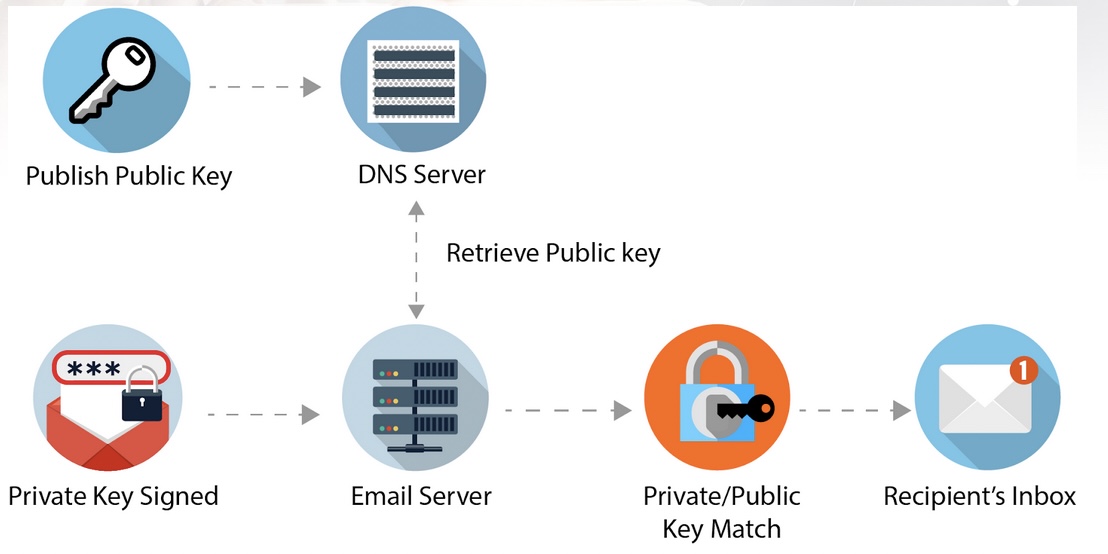 Publish Public Key
DNS Server
Retrieve Public key
***
1
Private Key Signed
Email Server
Private/Public
Key Match
Recipient's Inbox